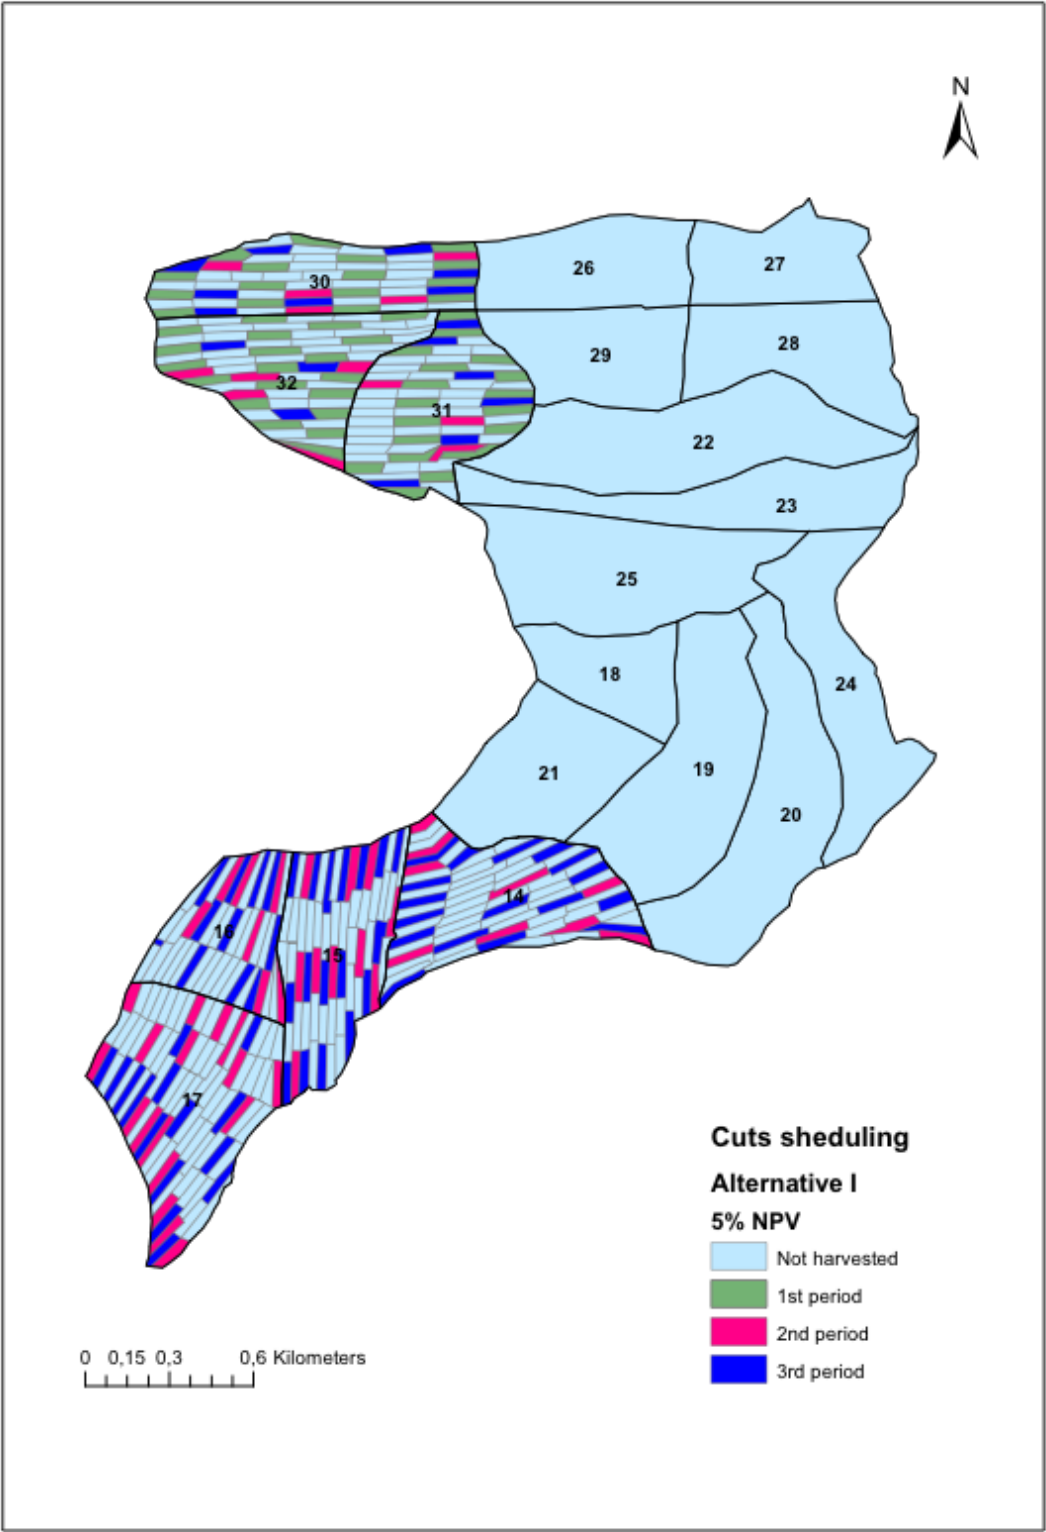 N
27
26
30
28
29
32
31
22
23
25
18
24
19
21
20
14
16
15
17
Cuts sheduling
Alternative I
5% NPV
Not harvested
1st period
2nd period
3rd period
0 0,15 0,3 0,6 Kilometers